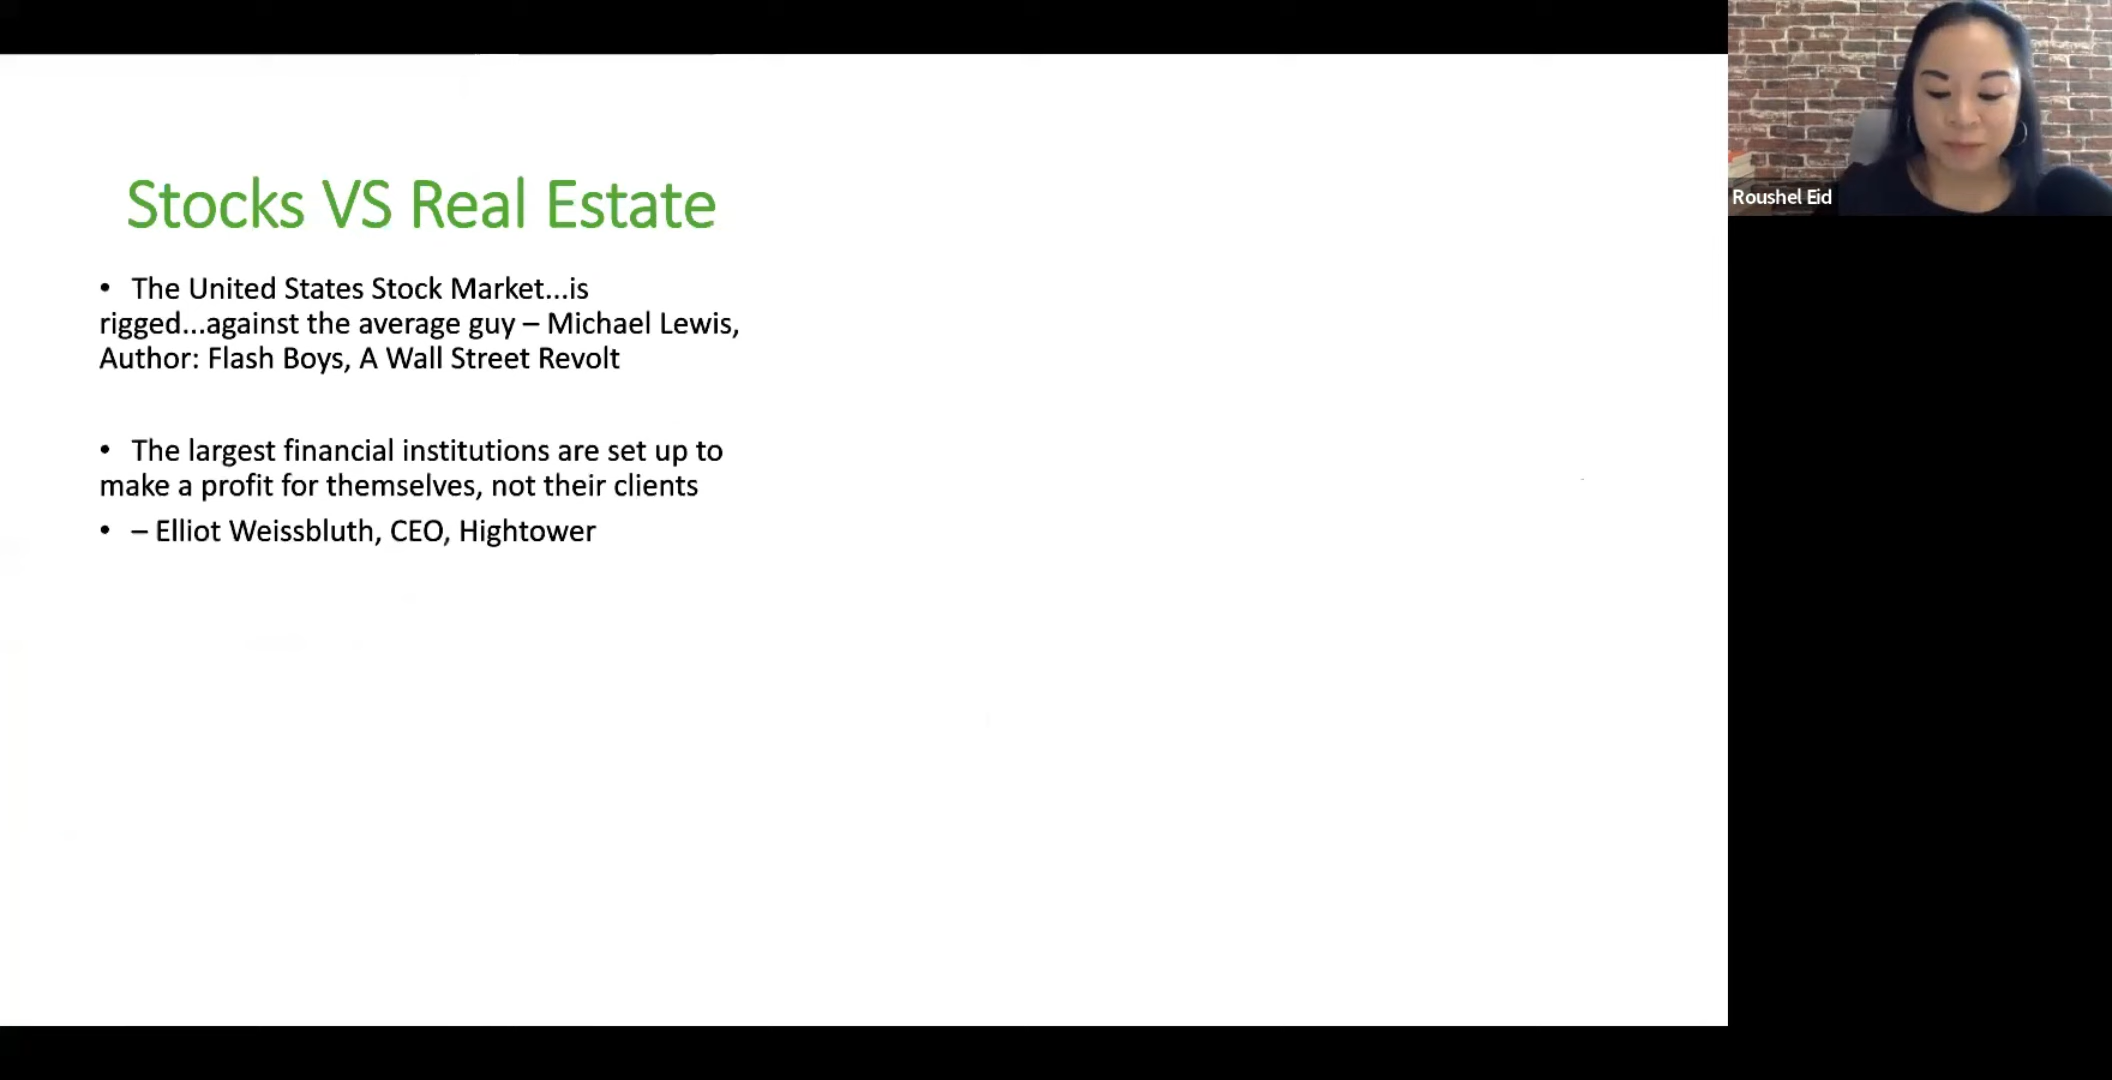 Stocks VS Real Estate
• The United States Stock Market...is
rigged...against the average guy – Michael Lewis,
Author: Flash Boys, A Wall Street Revolt
• The largest financial institutions are set up to
make a profit for themselves, not their clients
• – Elliot Weissbluth, CEO, Hightower
Roushel Eid